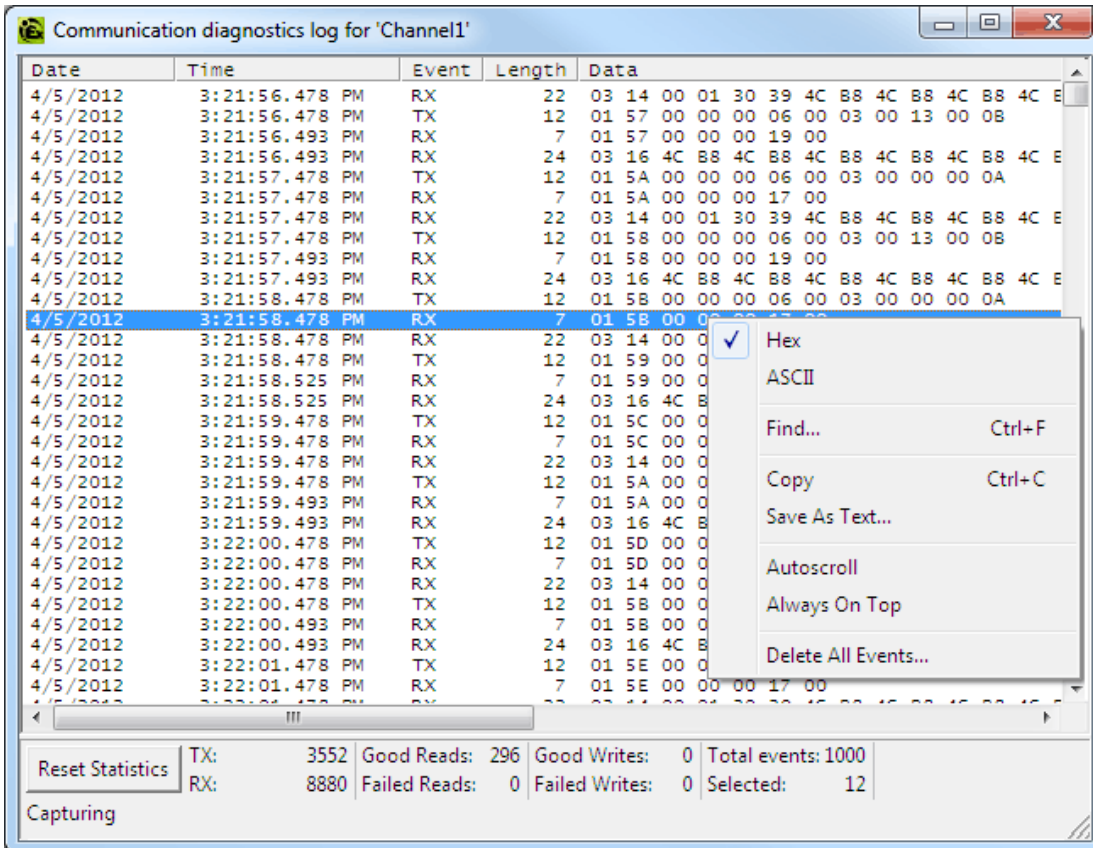 Communication diagnostics log for 'Channel1'
Date Time Event Length Data
4/5/2012 3:21:56.478 PM RX 22 03 14 00 01 30 39 4C B8 4C B8 4C B8 4C
4/5/2012 3:21:56.478 PM TX 12 01 57 00 00 00 06 00 03 00 13 00 0B
4/5/2012 3:21:56.493 PM RX 7 01 57 00 00 00 19 00
4/5/2012 3:21:56.493 PM RX 24 03 16 4C B8 4C B8 4C B8 4C B8 4C B8 4C
4/5/2012 3:21:57.478 PM TX 12 01 5A 00 00 00 06 00 03 00 00 00 0A
4/5/2012 3:21:57.478 PM RX 7 01 5A 00 00 00 17 00
4/5/2012 3:21:57.478 PM RX 22 03 14 00 01 30 39 4C B8 4C B8 4C B8 4C
4/5/2012 3:21:57.478 PM TX 12 01 58 00 00 00 06 00 03 00 13 00 0B
4/5/2012 3:21:57.493 PM RX 7 01 58 00 00 00 19 00
4/5/2012 3:21:57.493 PM RX 24 03 16 4C B8 4C B8 4C B8 4C B8 4C B8 4C
4/5/2012 3:21:58.478 PM TX 12 01 5B 00 00 00 06 00 03 00 00 00 0A
4/5/2012 3:21:58.478 PM RX 7 01 5B 00
4/5/2012 3:21:58.478 PM RX 22 03 14 00
4/5/2012 3:21:58.478 PM TX 12 01 59 00
4/5/2012 3:21:58.525 PM RX 7 01 59 00
4/5/2012 3:21:58.525 PM RX 24 03 16 4C
4/5/2012 3:21:59.478 PM TX 12 01 5C 00
4/5/2012 3:21:59.478 PM RX 7 01 5C 00
4/5/2012 3:21:59.478 PM RX 22 03 14 00
4/5/2012 3:21:59.478 PM TX 12 01 5A 00
4/5/2012 3:21:59.493 PM RX 7 01 5A 00
4/5/2012 3:21:59.493 PM RX 24 03 16 4C
4/5/2012 3:22:00.478 PM TX 12 01 5D 00
4/5/2012 3:22:00.478 PM RX 7 01 5D 00
4/5/2012 3:22:00.478 PM RX 22 03 14 00
4/5/2012 3:22:00.478 PM TX 12 01 5B 00
4/5/2012 3:22:00.493 PM RX 7 01 5B 00
4/5/2012 3:22:00.493 PM RX 24 03 16 4C
4/5/2012 3:22:01.478 PM TX 12 01 5E 00
4/5/2012 3:22:01.478 PM RX 7 01 5E 00 00 00 17 00
Hex
ASCII
Find... Ctrl+F
Copy Ctrl+C
Save As Text...
Autoscroll
Always On Top
Delete All Events...
Reset Statistics
TX: 3552 Good Reads: 296 Good Writes: 0 Total events: 1000
RX: 8880 Failed Reads: 0 Failed Writes: 0 Selected: 12
Capturing